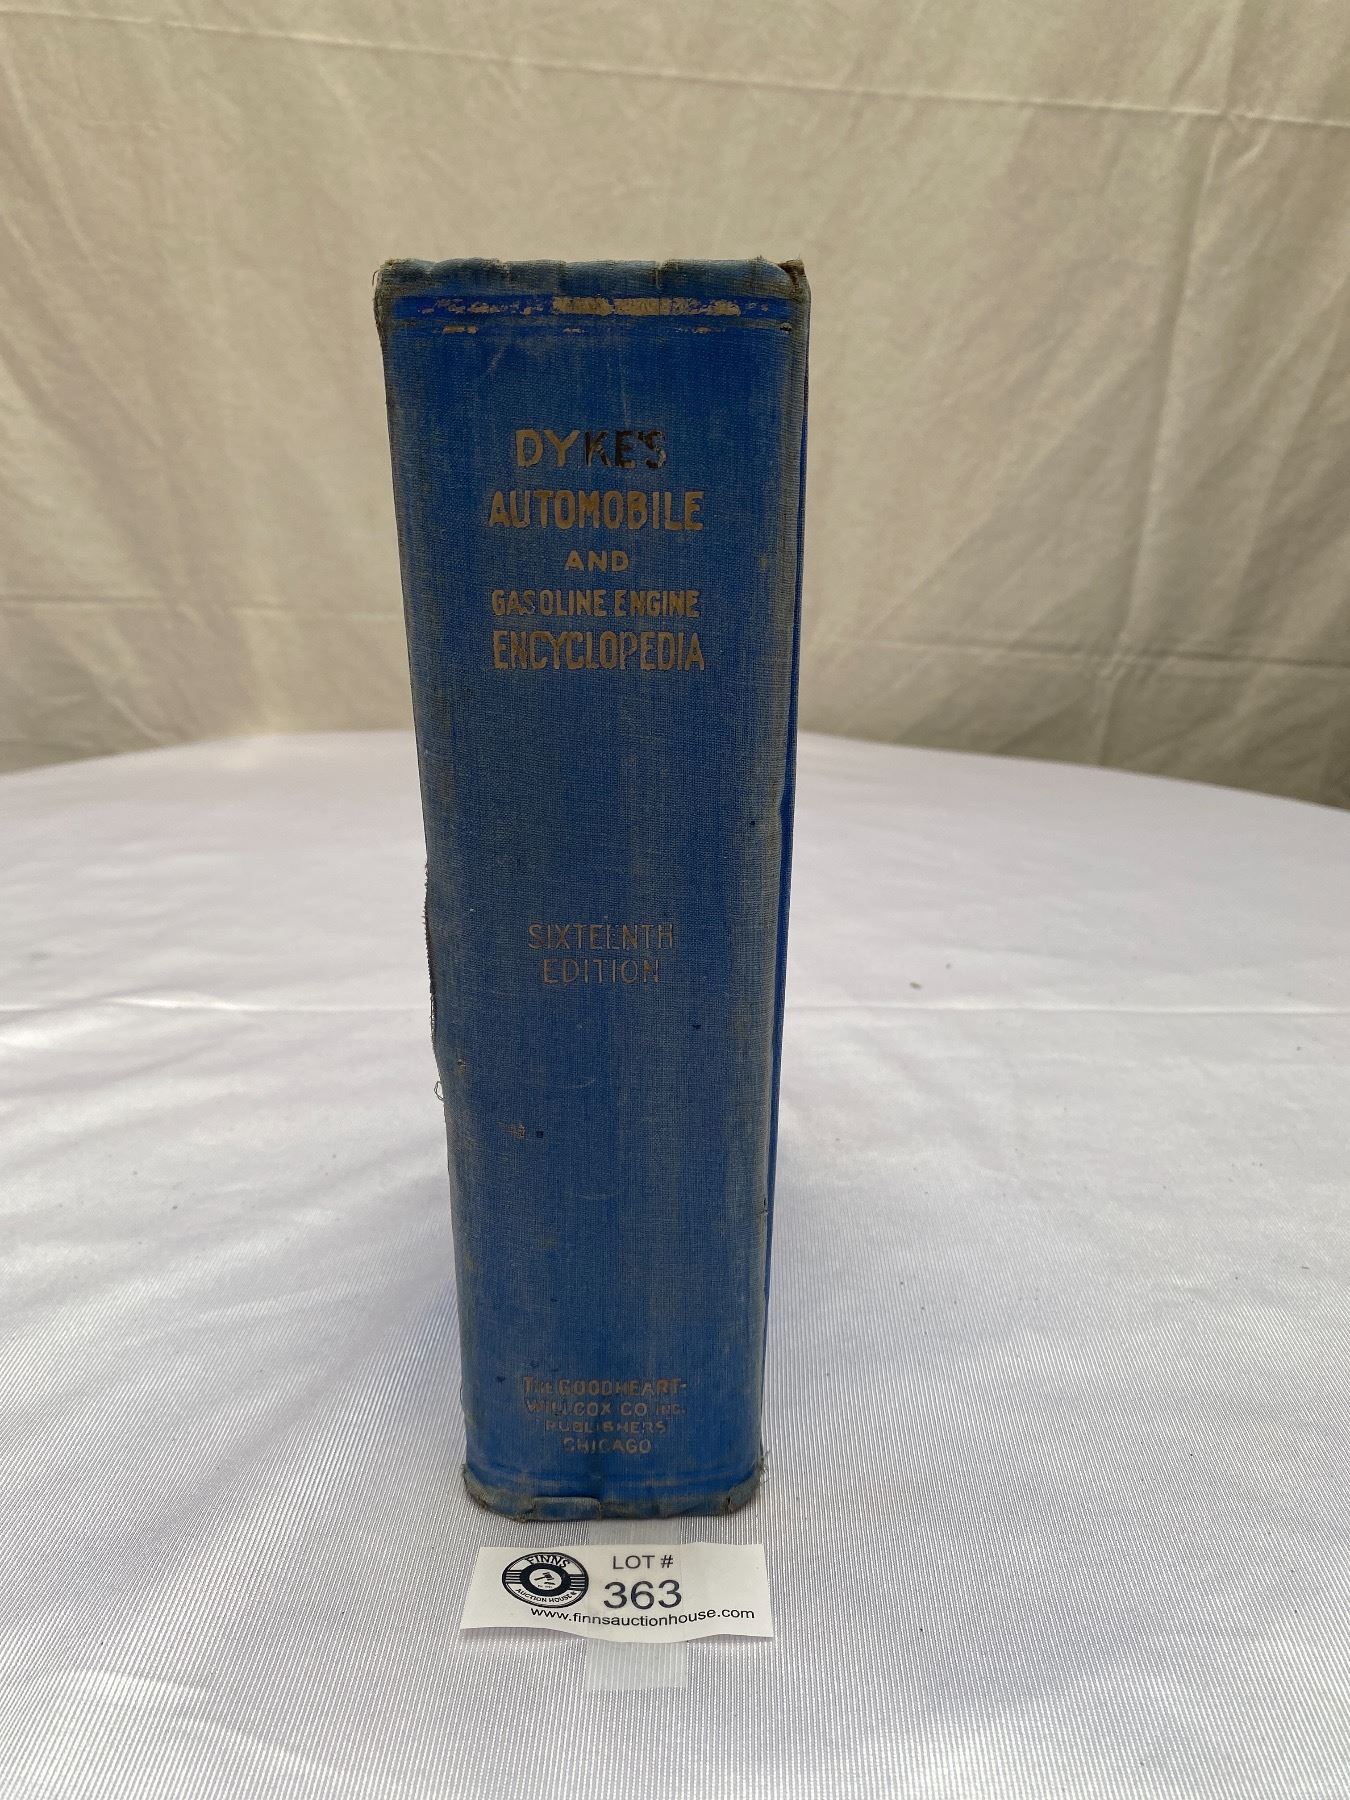 DYKE'S
AUTOMOBILE
AND
GASOLINE ENGINE
ENCYCLOPEDIA
SIXTEENTH
EDITION
THE GOODHEART-
WILLCOX CO INC.
PUBLISHERS
CHICAGO
FINNS
AUCTION HOUSE
LOT #
363
www.finnsauctionhouse.com